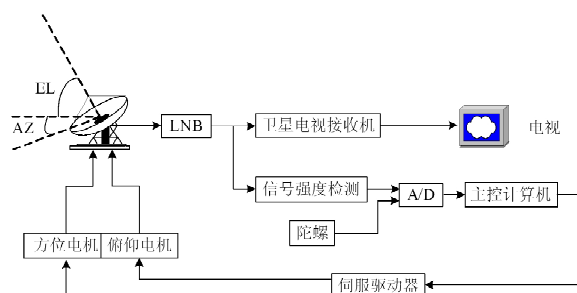 EL
AZ
LNB
卫星电视接收机
电视
信号强度检测
A/D
主控计算机
陀螺
方位电机
俯仰电机
伺服驱动器